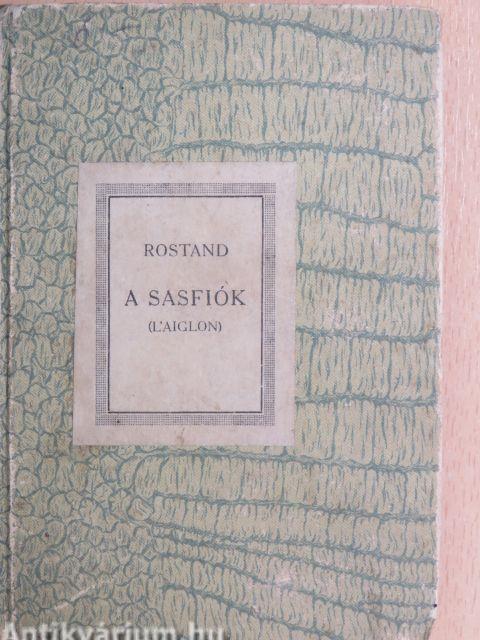 ROSTAND
A SASFIÓK
(L'AIGLON)
Antikvárium.hu